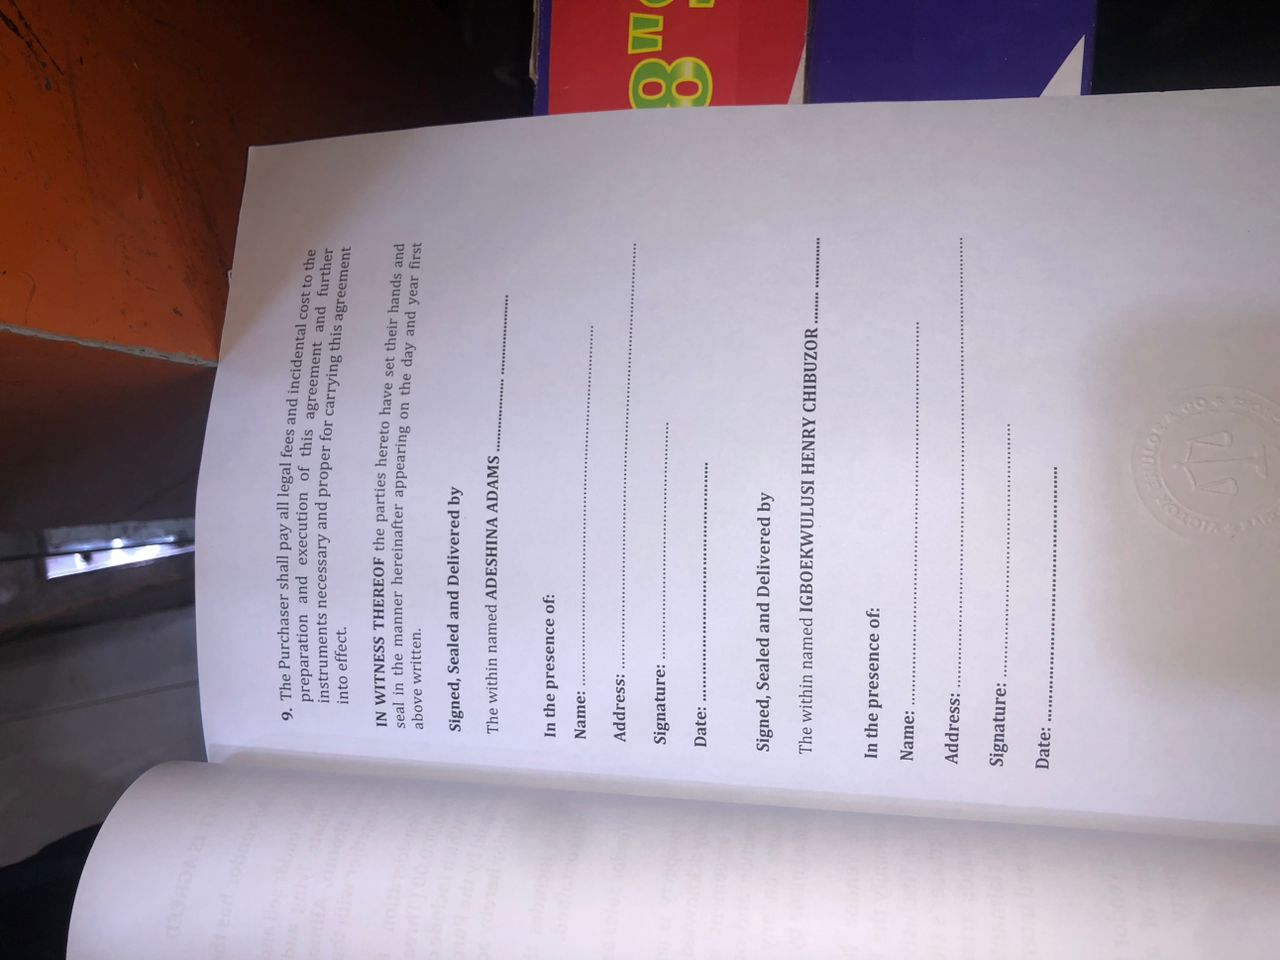 9. The Purchaser shall pay all legal fees and incidental cost to the
preparation and execution of this agreement and further
instruments necessary and proper for carrying this agreement
into effect.
IN WITNESS THEREOF the parties hereto have set their hands and
seal in the manner hereinafter appearing on the day and year first
above written.
Signed, Sealed and Delivered by
The within named ADESHINA ADAMS .................. ..................
In the presence of:
Name: ..................................................................
Address: ..............................................................................
Signature: ............................................
Date: ..................................................
Signed, Sealed and Delivered by
The within named IGBOEKWULUSI HENRY CHIBUZOR ....... ...........
In the presence of:
Name: ......................................................................
Address: ................................................................................
Signature: ..............................................
Date: ....................................................
8"